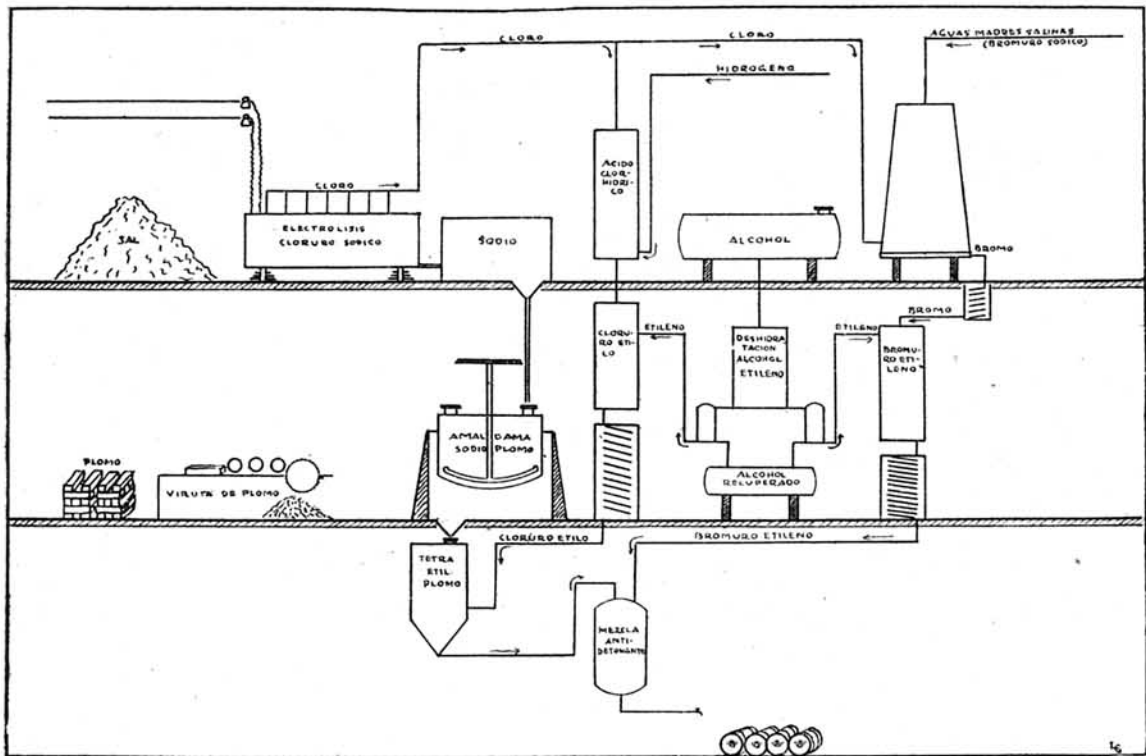 CLORO
CLORO
AGUAS MADRES SALINAS
(BROMURO SODICO)
HIDROGENO
ACIDO
CLOR-
HIDRI-
CO
CLORO
ELECTROLISIS
CLORURO SODICO
SAL
SODIO
ALCOHOL
BROMO
BROMO
CLORU-
RO ETI-
LO
ETILENO
DESHIDRA-
TACION
ALCOHOL
ETILENO
ETILENO
BROMU-
RO ETI-
LENO
AMALGAMA
SODIO PLOMO
PLOMO
VIRUTA DE PLOMO
ALCOHOL
RECUPERADO
CLORURO ETILO
BROMURO ETILENO
TETRA
ETIL-
PLOMO
MEZCLA
ANTI-
DETONANTE